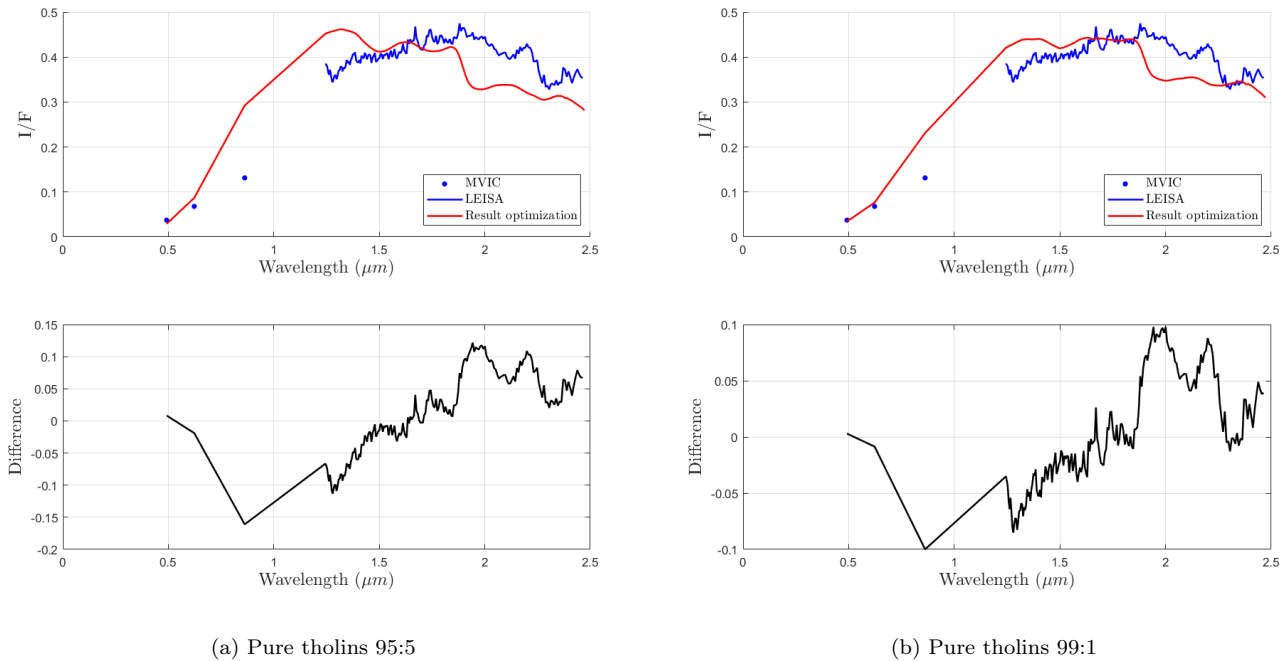 0.5
0.4
0.3
0.2
0.1
0
I/F
0 0.5 1 1.5 2 2.5
Wavelength (μm)
MVIC
LEISA
Result optimization
0.15
0.1
0.05
0
-0.05
-0.1
-0.15
-0.2
Difference
0 0.5 1 1.5 2 2.5
Wavelength (μm)
(a) Pure tholins 95:5
0.5
0.4
0.3
0.2
0.1
0
I/F
0 0.5 1 1.5 2 2.5
Wavelength (μm)
MVIC
LEISA
Result optimization
0.1
0.05
0
-0.05
-0.1
Difference
0 0.5 1 1.5 2 2.5
Wavelength (μm)
(b) Pure tholins 99:1